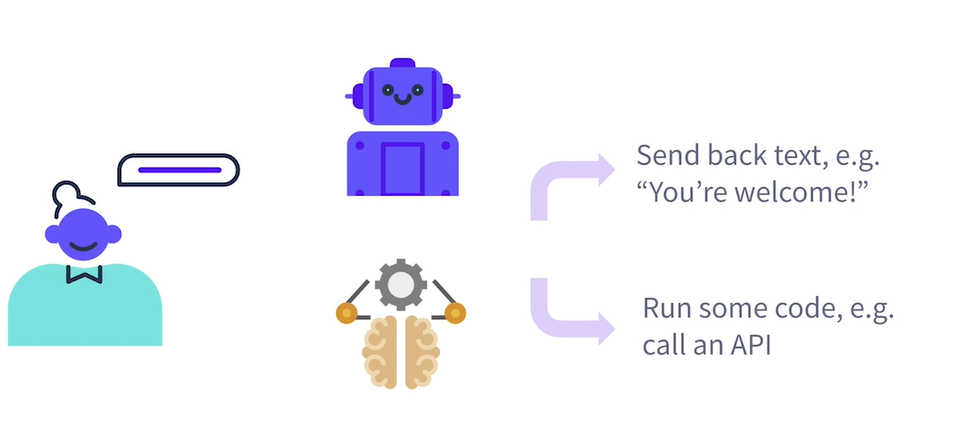 Send back text, e.g.
“You’re welcome!”
Run some code, e.g.
call an API